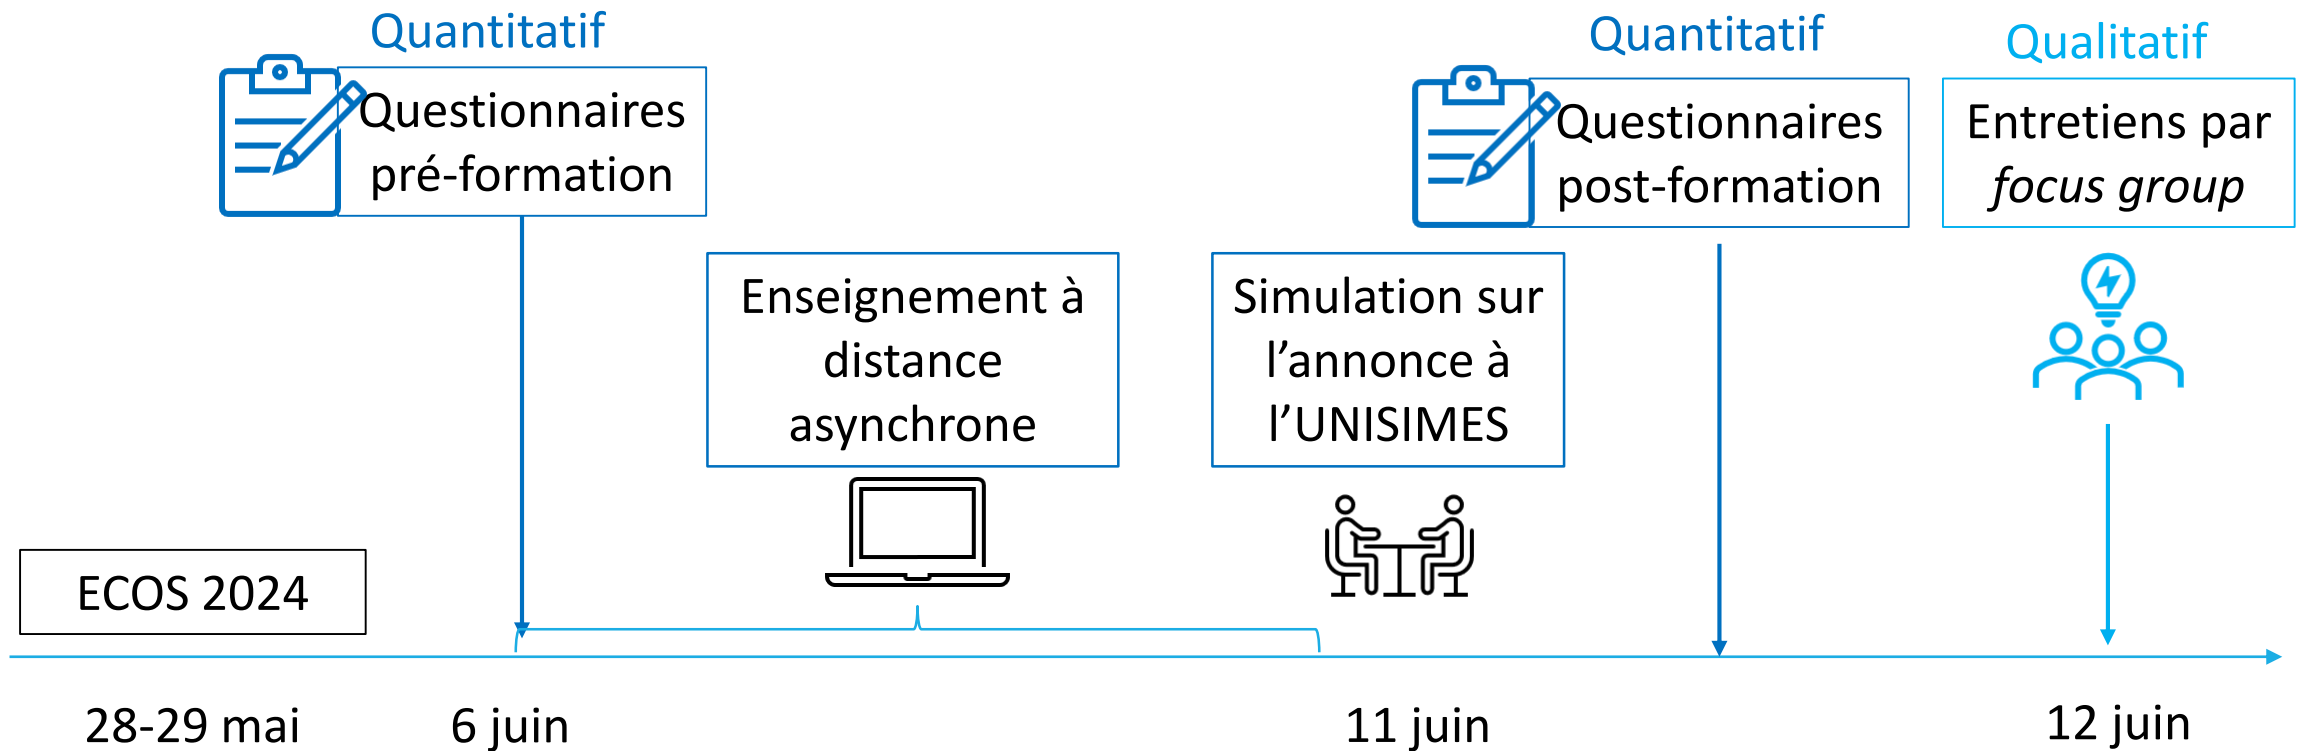 Quantitatif
Questionnaires
pré-formation
Quantitatif
Questionnaires
post-formation
Qualitatif
Entretiens par
focus group
Enseignement à
distance
asynchrone
Simulation sur
l’annonce à
l’UNISIMES
ECOS 2024
28-29 mai
6 juin
11 juin
12 juin